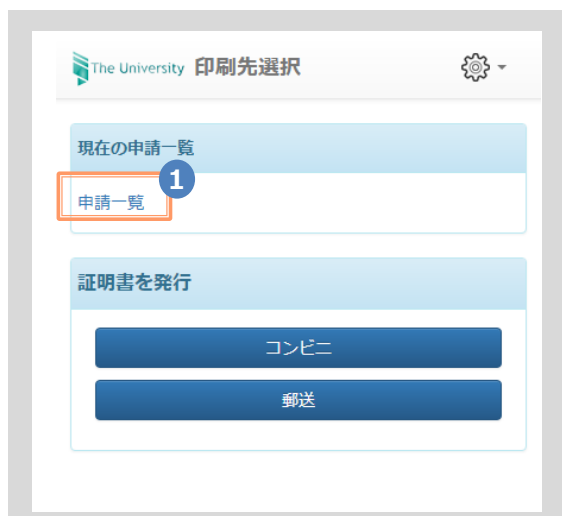 The University 印刷先選択
現在の申請一覧
1
申請一覧
証明書を発行
コンビニ
郵送